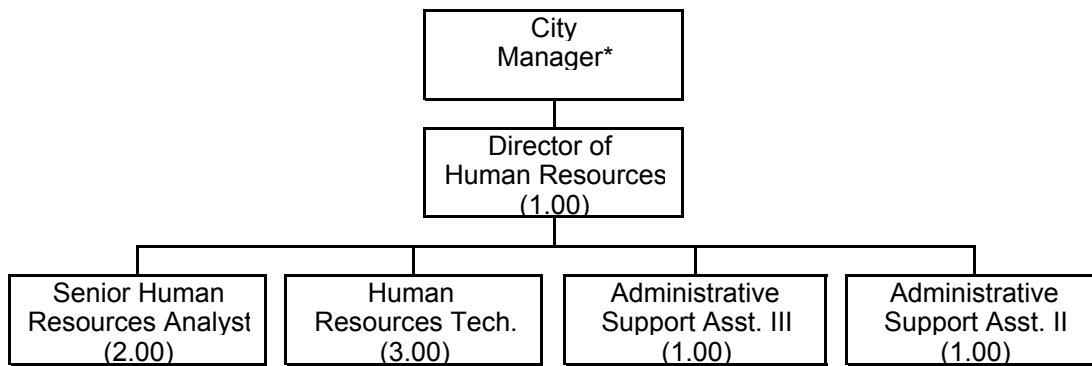 City
Manager*
Director of
Human Resources
(1.00)
Senior Human
Resources Analyst
(2.00)
Human
Resources Tech.
(3.00)
Administrative
Support Asst. III
(1.00)
Administrative
Support Asst. II
(1.00)